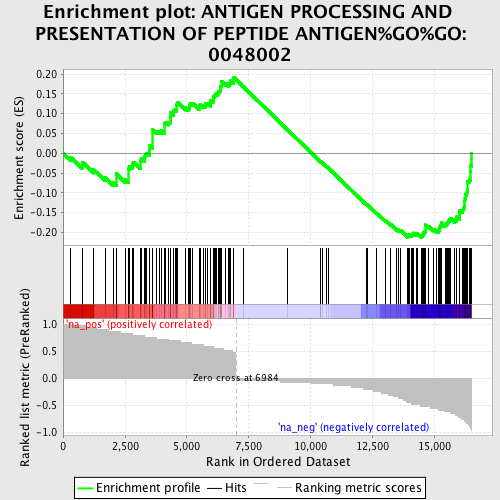 Enrichment plot: ANTIGEN PROCESSING AND
PRESENTATION OF PEPTIDE ANTIGEN%GO%GO:
0048002
Enrichment score (ES)
0.20
0.15
0.10
0.05
0.00
-0.05
-0.10
-0.15
-0.20
Ranked list metric (PreRanked)
1.0
0.5
0.0
-0.5
-1.0
'na_pos' (positively correlated)
Zero cross at 6984
'na_neg' (negatively correlated)
0 2,500 5,000 7,500 10,000 12,500 15,000
Rank in Ordered Dataset
Enrichment profile Hits Ranking metric scores